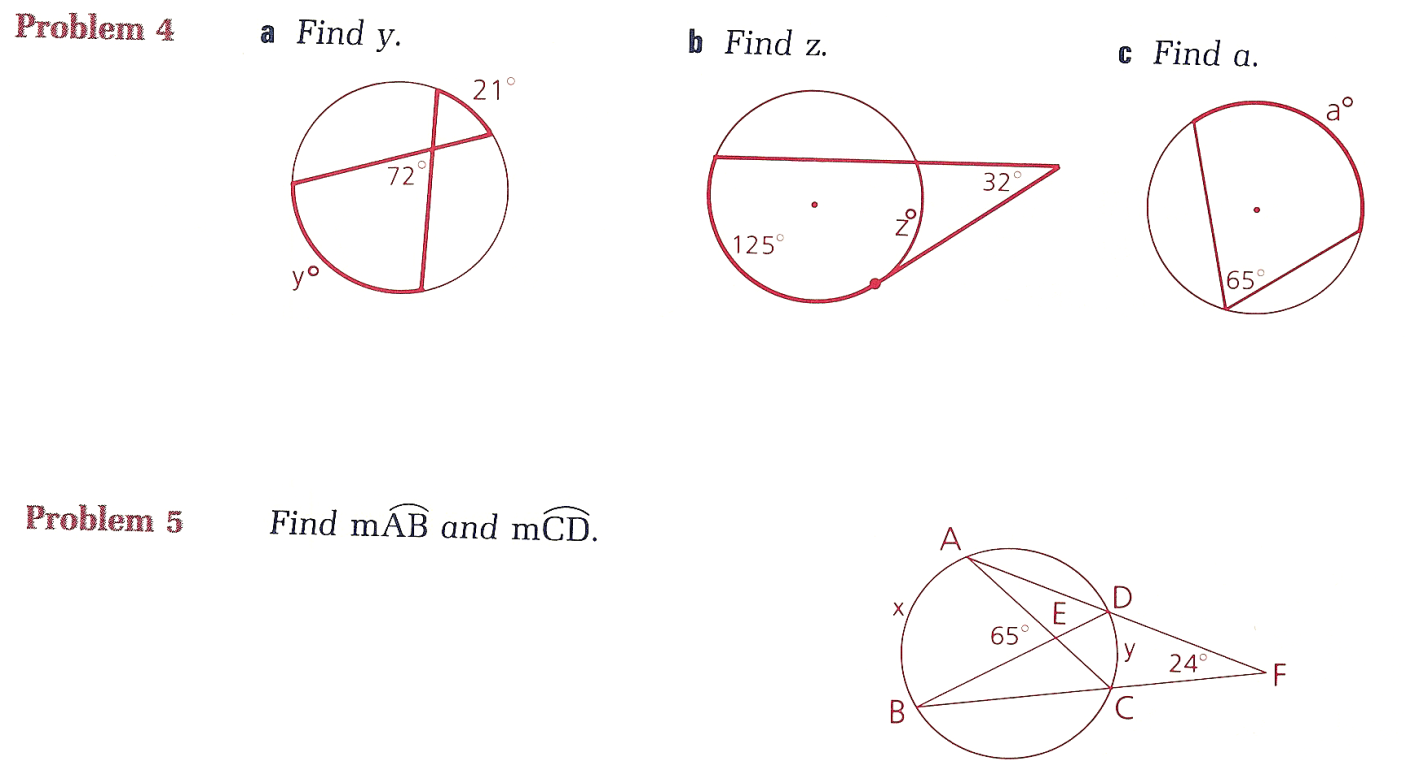 Problem 4
a Find y.
b Find z.
c Find a.
21°
72°
y°
32°
z°
125°
a°
65°
Problem 5
Find mAB and mCD.
A
x
D
E
65°
y
24°
F
B
C